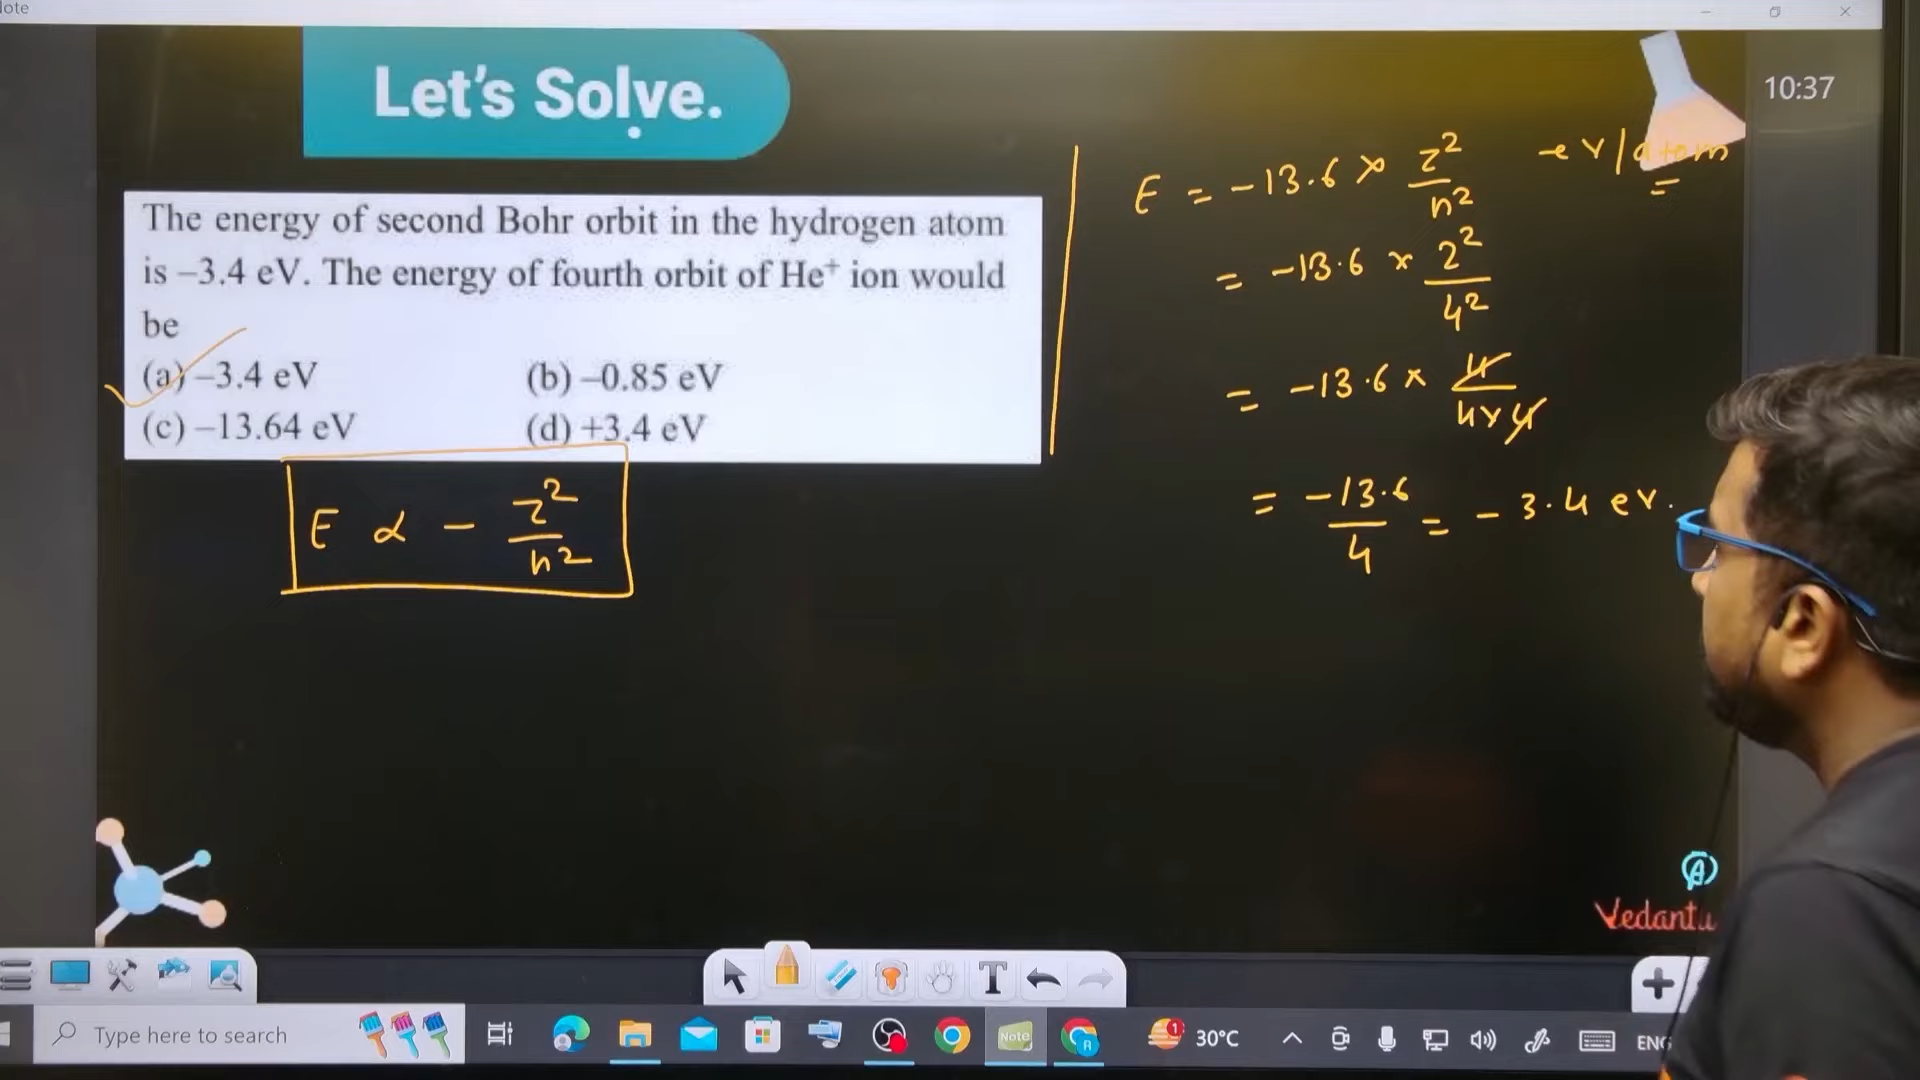 lote
Let's Solve.
10:37
The energy of second Bohr orbit in the hydrogen atom
is –3.4 eV. The energy of fourth orbit of He⁺ ion would
be
(a) –3.4 eV (b) –0.85 eV
(c) –13.64 eV (d) +3.4 eV
E ∝ - z²/n²
E = -13.6 × z²/n² ev/atom
= -13.6 × 2²/4²
= -13.6 × 4/4×4
= -13.6/4 = -3.4 ev.
A
Vedantu
T
Type here to search
Note
R
1
30°C
ENG